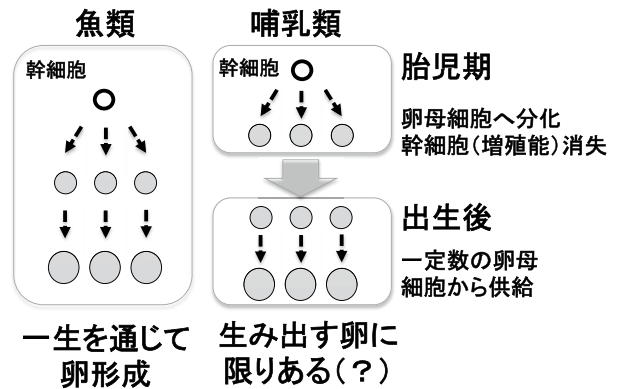 魚類
幹細胞
一生を通じて
卵形成
哺乳類
幹細胞
胎児期
卵母細胞へ分化
幹細胞（増殖能）消失
出生後
一定数の卵母
細胞から供給
生み出す卵に
限りある（？）